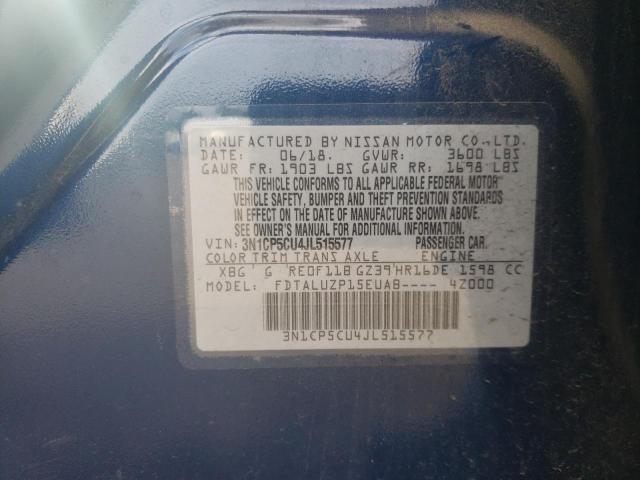 MANUFACTURED BY NISSAN MOTOR CO.,LTD.
DATE: 06/18. GVWR: 3600 LBS
GAWR FR: 1903 LBS GAWR RR: 1698 LBS
THIS VEHICLE CONFORMS TO ALL APPLICABLE FEDERAL MOTOR
VEHICLE SAFETY, BUMPER AND THEFT PREVENTION STANDARDS
IN EFFECT ON THE DATE OF MANUFACTURE SHOWN ABOVE.
SEE OWNER'S MANUAL FOR ADDITIONAL INFORMATION.
VIN: 3N1CP5CU4JL515577 PASSENGER CAR.
COLOR TRIM TRANS AXLE ENGINE
XBG' G 'RE0F11B GZ39'HR16DE 1598 CC
MODEL: FDTALUZP15EUAB---- 4Z000
3N1CP5CU4JL515577